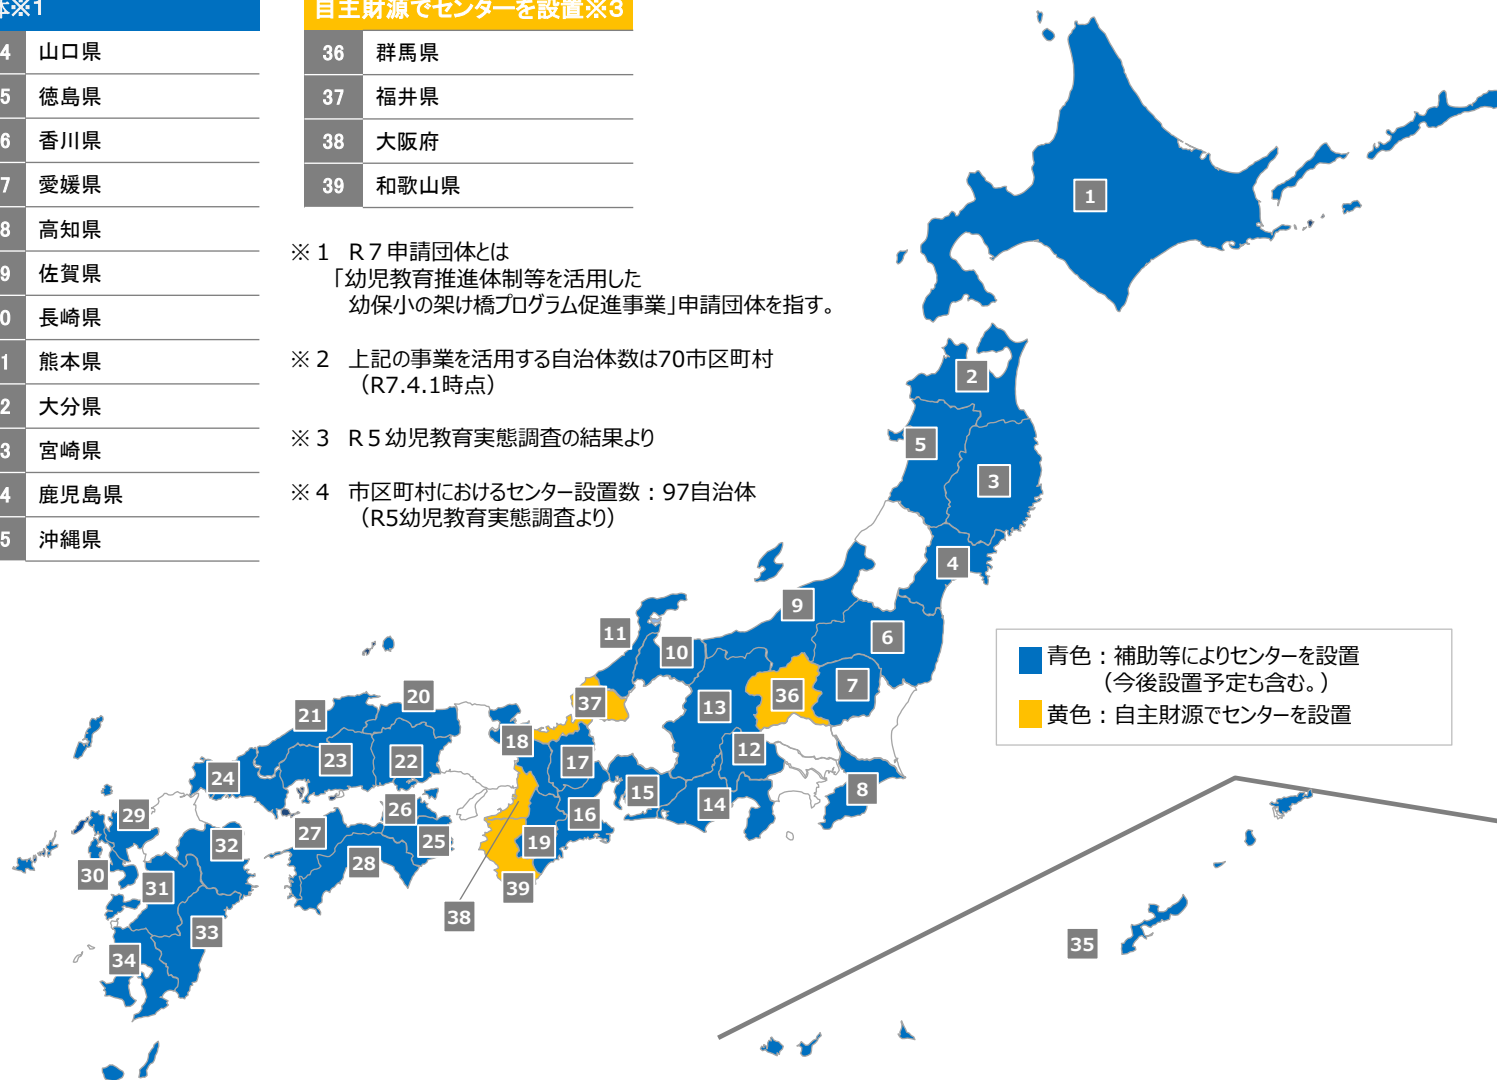 体※1
4 山口県
5 徳島県
6 香川県
7 愛媛県
8 高知県
9 佐賀県
0 長崎県
1 熊本県
2 大分県
3 宮崎県
4 鹿児島県
5 沖縄県
自主財源でセンターを設置※3
36 群馬県
37 福井県
38 大阪府
39 和歌山県
※１ Ｒ７申請団体とは
「幼児教育推進体制等を活用した
幼保小の架け橋プログラム促進事業」申請団体を指す。
※２ 上記の事業を活用する自治体数は70市区町村
（R7.4.1時点）
※３ Ｒ５幼児教育実態調査の結果より
※４ 市区町村におけるセンター設置数：97自治体
（R5幼児教育実態調査より）
1
2
5
3
4
9
6
11
10
7
36
37
13
20
21
18
12
17
23
22
24
15
14
8
16
26
29
27
25
19
32
28
30
31
39
38
33
34
35
青色：補助等によりセンターを設置
（今後設置予定も含む。）
黄色：自主財源でセンターを設置